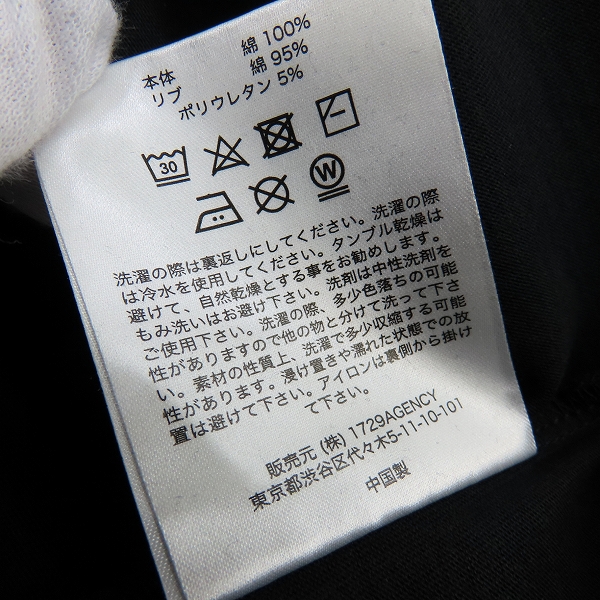 本体 綿 100%
リブ 綿 95%
ポリウレタン 5%
30
W
洗濯の際は裏返しにしてください。洗濯の際
は冷水を使用してください。タンブル乾燥は
避けて、自然乾燥とする事をお勧めします。
もみ洗いはお避け下さい。洗剤は中性洗剤を
ご使用下さい。洗濯の際、多少色落ちの可能
性がありますので他の物と分けて洗って下さ
い。素材の性質上、洗濯で多少収縮する可能
性があります。浸け置きや濡れた状態での放
置は避けて下さい。アイロンは裏側から掛け
て下さい。
販売元 (株) 1729AGENCY
東京都渋谷区代々木5-11-10-101
中国製